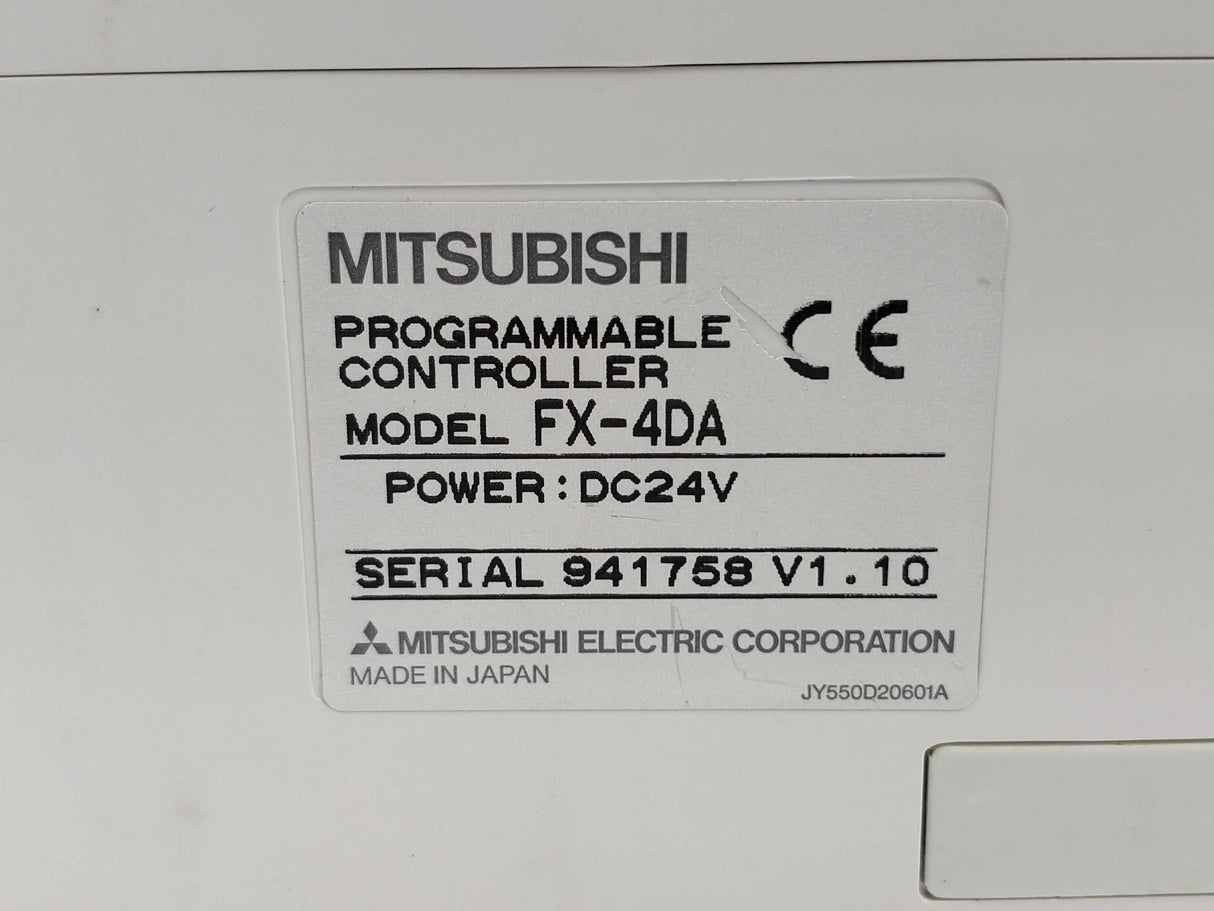 MITSUBISHI
PROGRAMMABLE
CONTROLLER
CE
MODEL FX-4DA
POWER:DC24V
SERIAL 941758 V1.10
MITSUBISHI ELECTRIC CORPORATION
MADE IN JAPAN
JY550D20601A